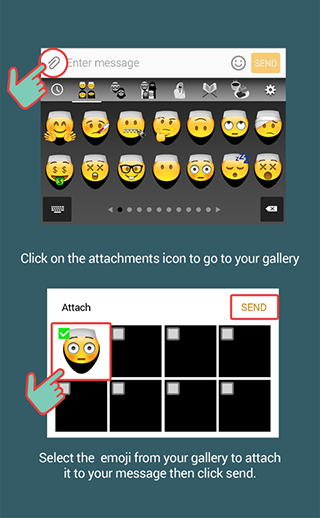 Enter message
SEND
Click on the attachments icon to go to your gallery
Attach
SEND
Select the emoji from your gallery to attach
it to your message then click send.